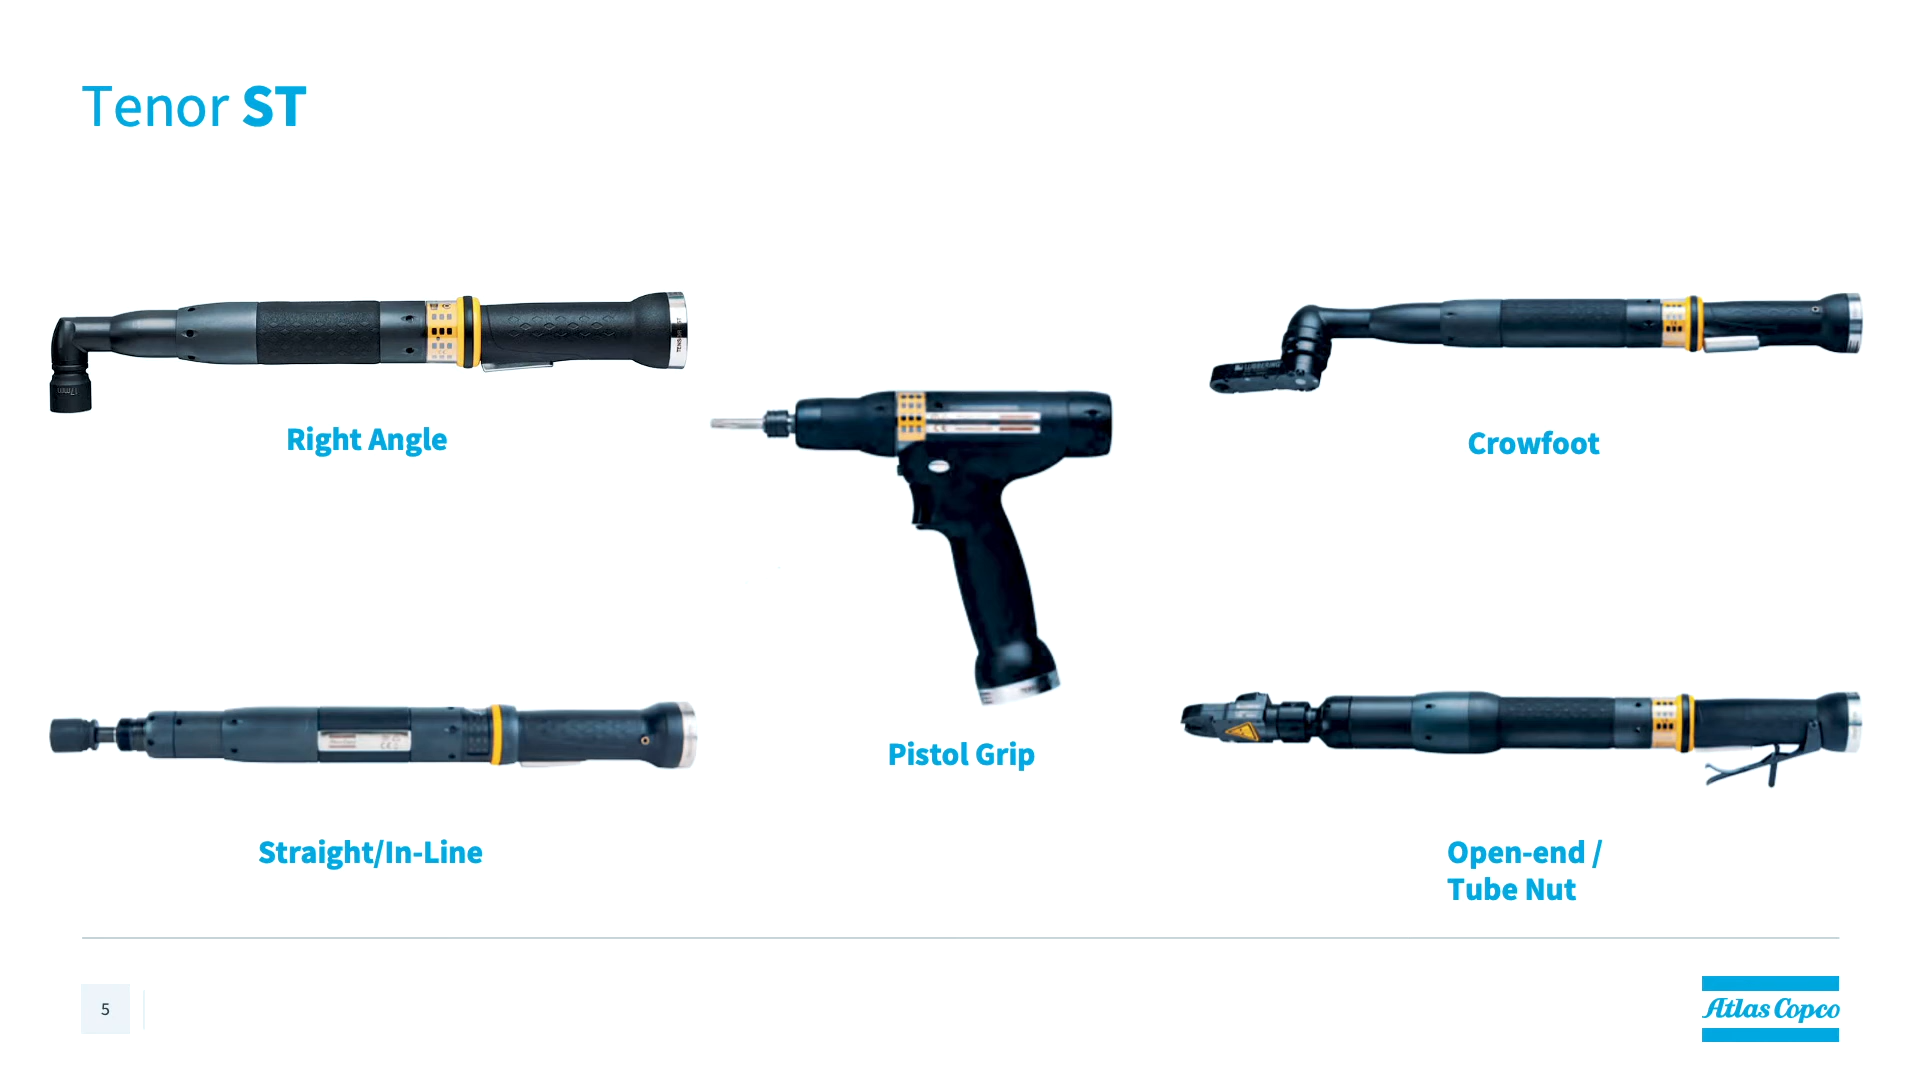 Tenor ST
Right Angle
Crowfoot
Pistol Grip
Straight/In-Line
Open-end /
Tube Nut
5
Atlas Copco